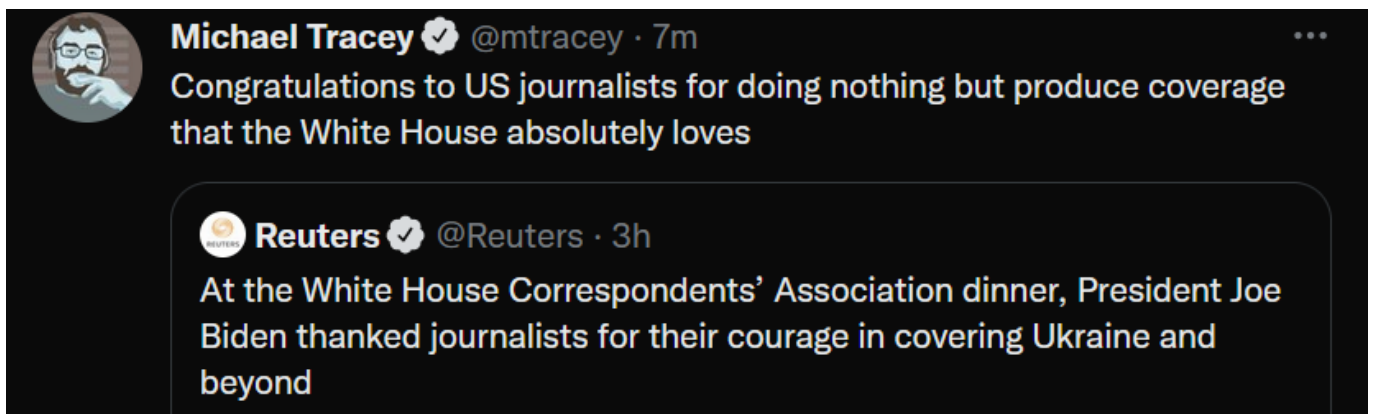 Michael Tracey @mtracey · 7m
Congratulations to US journalists for doing nothing but produce coverage
that the White House absolutely loves
REUTERS
Reuters @Reuters · 3h
At the White House Correspondents’ Association dinner, President Joe
Biden thanked journalists for their courage in covering Ukraine and
beyond